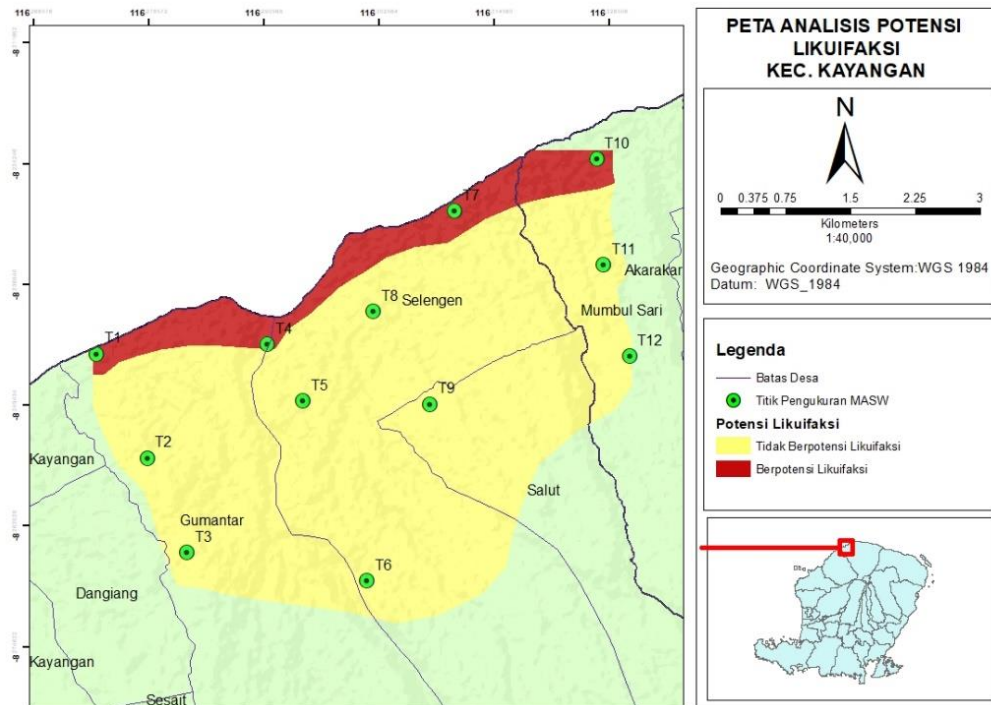 PETA ANALISIS POTENSI
LIKUIFAKSI
KEC. KAYANGAN
N
0 0.375 0.75 1.5 2.25 3
Kilometers
1:40,000
Geographic Coordinate System:WGS 1984
Datum: WGS_1984
Legenda
Batas Desa
Titik Pengukuran MASW
Potensi Likuifaksi
Tidak Berpotensi Likuifaksi
Berpotensi Likuifaksi
T10
T7
T11
Akarakar
T8
Selengen
Mumbul Sari
T1
T4
T12
T5
T9
T2
Kayangan
Salut
Gumantar
T3
T6
Dangiang
Kayangan
Sesait